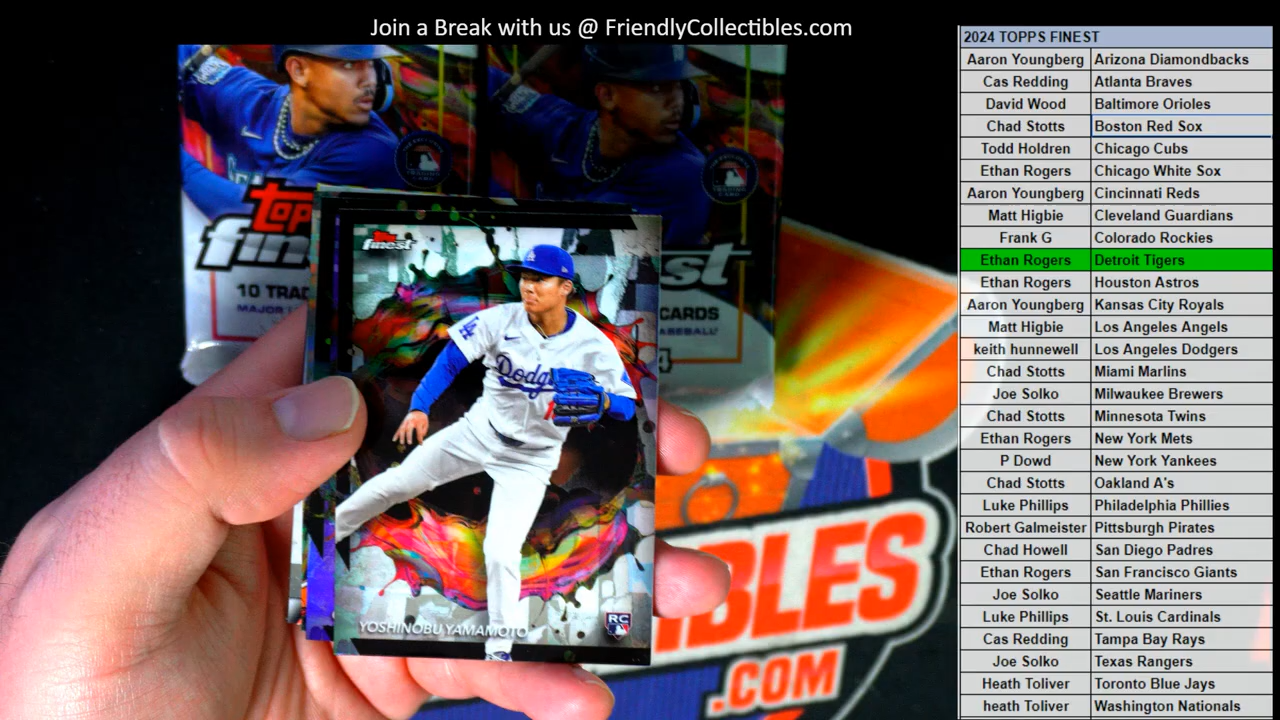 Join a Break with us @ FriendlyCollectibles.com
2024 TOPPS FINEST
Aaron Youngberg Arizona Diamondbacks
Cas Redding Atlanta Braves
David Wood Baltimore Orioles
Chad Stotts Boston Red Sox
Todd Holdren Chicago Cubs
Ethan Rogers Chicago White Sox
Aaron Youngberg Cincinnati Reds
Matt Higbie Cleveland Guardians
Frank G Colorado Rockies
Ethan Rogers Detroit Tigers
Ethan Rogers Houston Astros
Aaron Youngberg Kansas City Royals
Matt Higbie Los Angeles Angels
keith hunnewell Los Angeles Dodgers
Chad Stotts Miami Marlins
Joe Solko Milwaukee Brewers
Chad Stotts Minnesota Twins
Ethan Rogers New York Mets
P Dowd New York Yankees
Chad Stotts Oakland A's
Luke Phillips Philadelphia Phillies
Robert Galmeister Pittsburgh Pirates
Chad Howell San Diego Padres
Ethan Rogers San Francisco Giants
Joe Solko Seattle Mariners
Luke Phillips St. Louis Cardinals
Cas Redding Tampa Bay Rays
Joe Solko Texas Rangers
Heath Toliver Toronto Blue Jays
heath Toliver Washington Nationals
Top
fin
st
10 TRAD
MAJOR
CARDS
ASEBALL
Topps
finest
LA
Dodg
YOSHINOBU YAMAMOTO
RC
IBLES
.COM